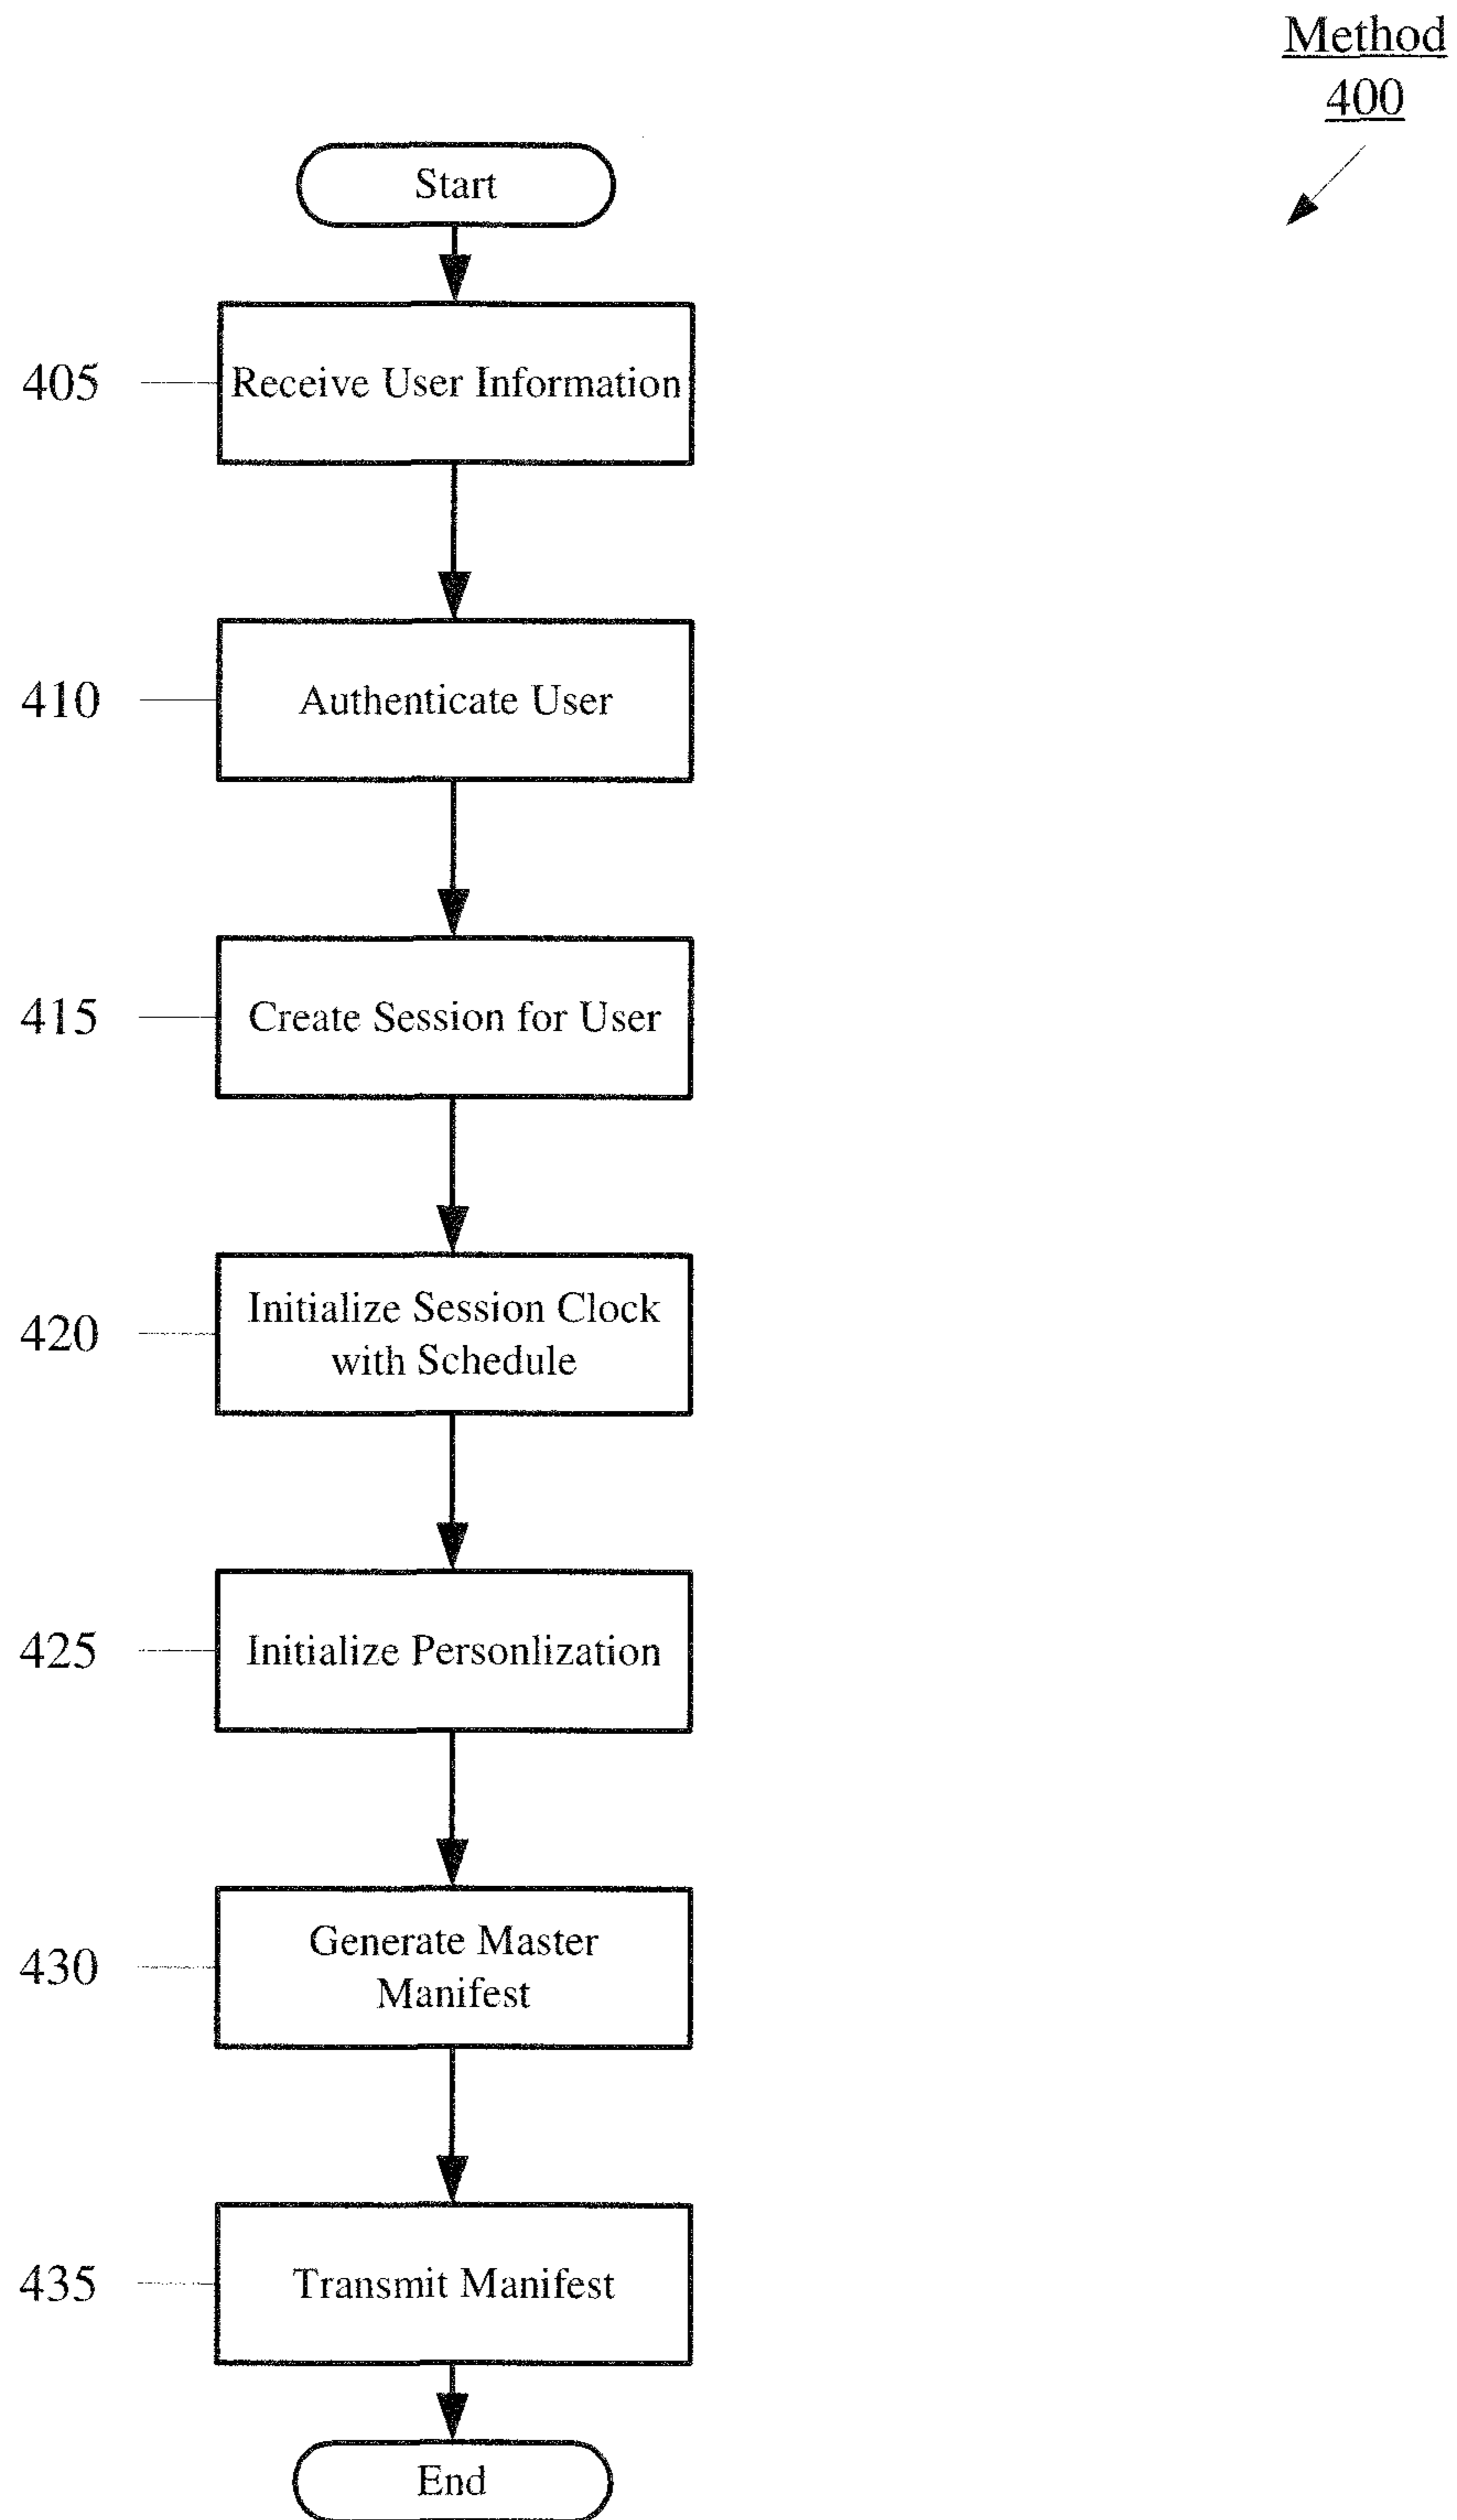 Method
400
Start
405
Receive User Information
410
Authenticate User
415
Create Session for User
420
Initialize Session Clock
with Schedule
425
Initialize Personlization
430
Generate Master
Manifest
435
Transmit Manifest
End